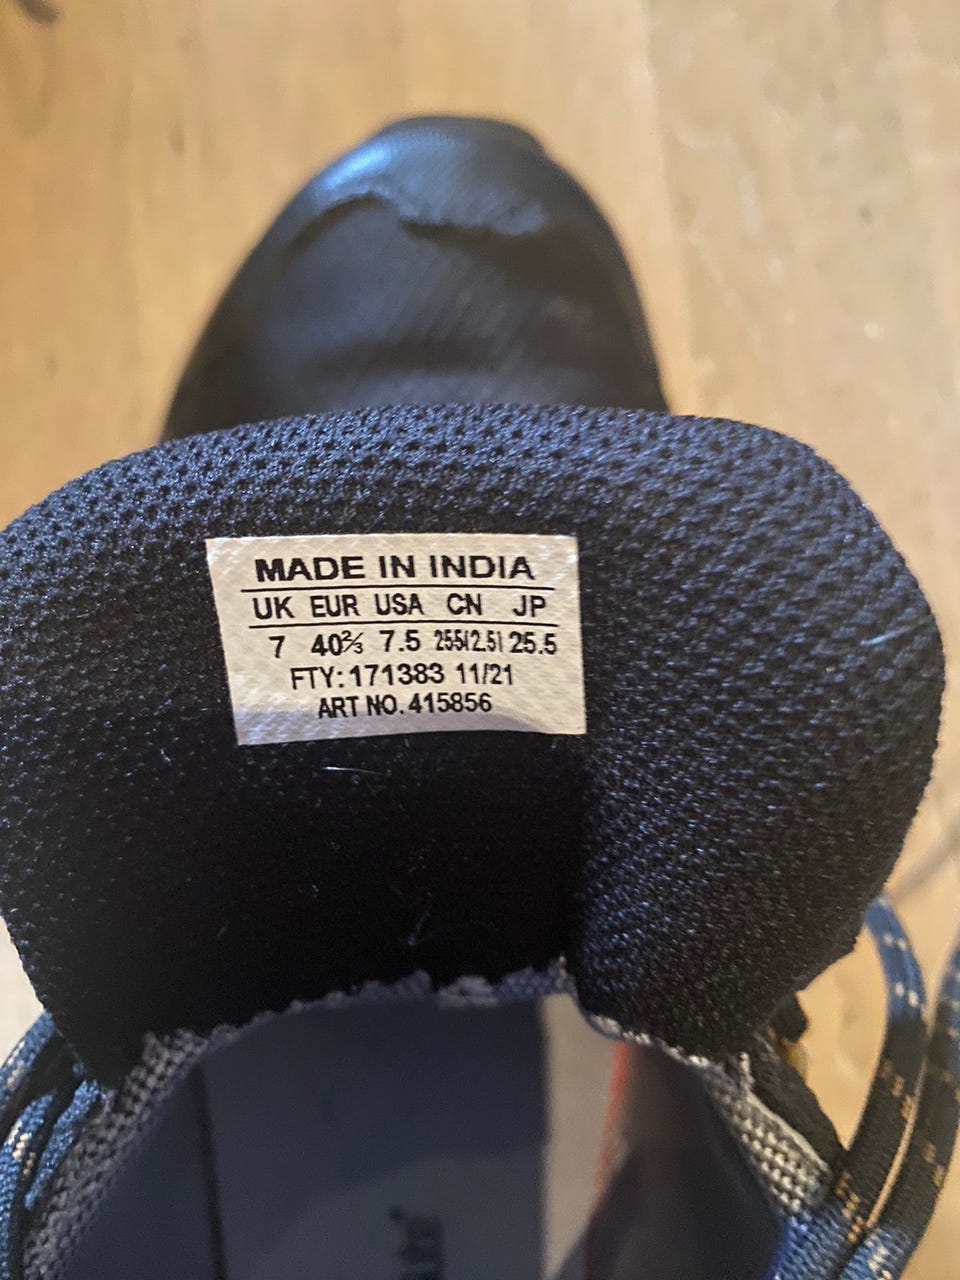 MADE IN INDIA
UK EUR USA CN JP
7 40⅔ 7.5 255(2.5) 25.5
FTY: 171383 11/21
ART NO. 415856